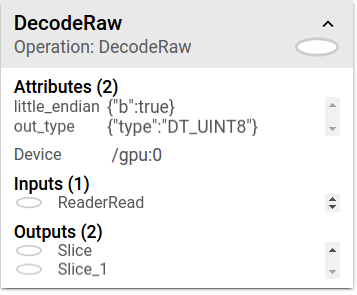 DecodeRaw
Operation: DecodeRaw
Attributes (2)
little_endian {"b":true}
out_type {"type":"DT_UINT8"}
Device /gpu:0
Inputs (1)
ReaderRead
Outputs (2)
Slice
Slice_1